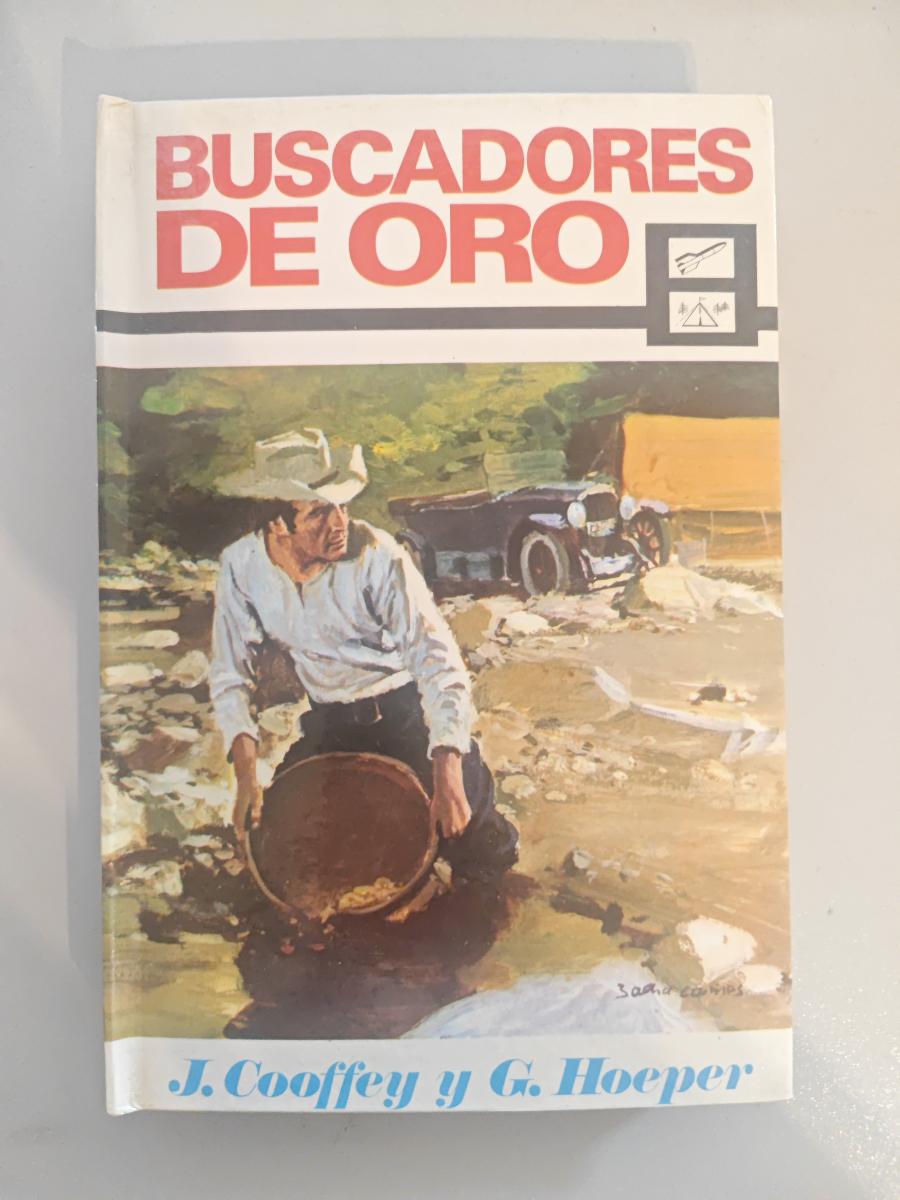 BUSCADORES
DE ORO
J. Cooffey y G. Hoeper